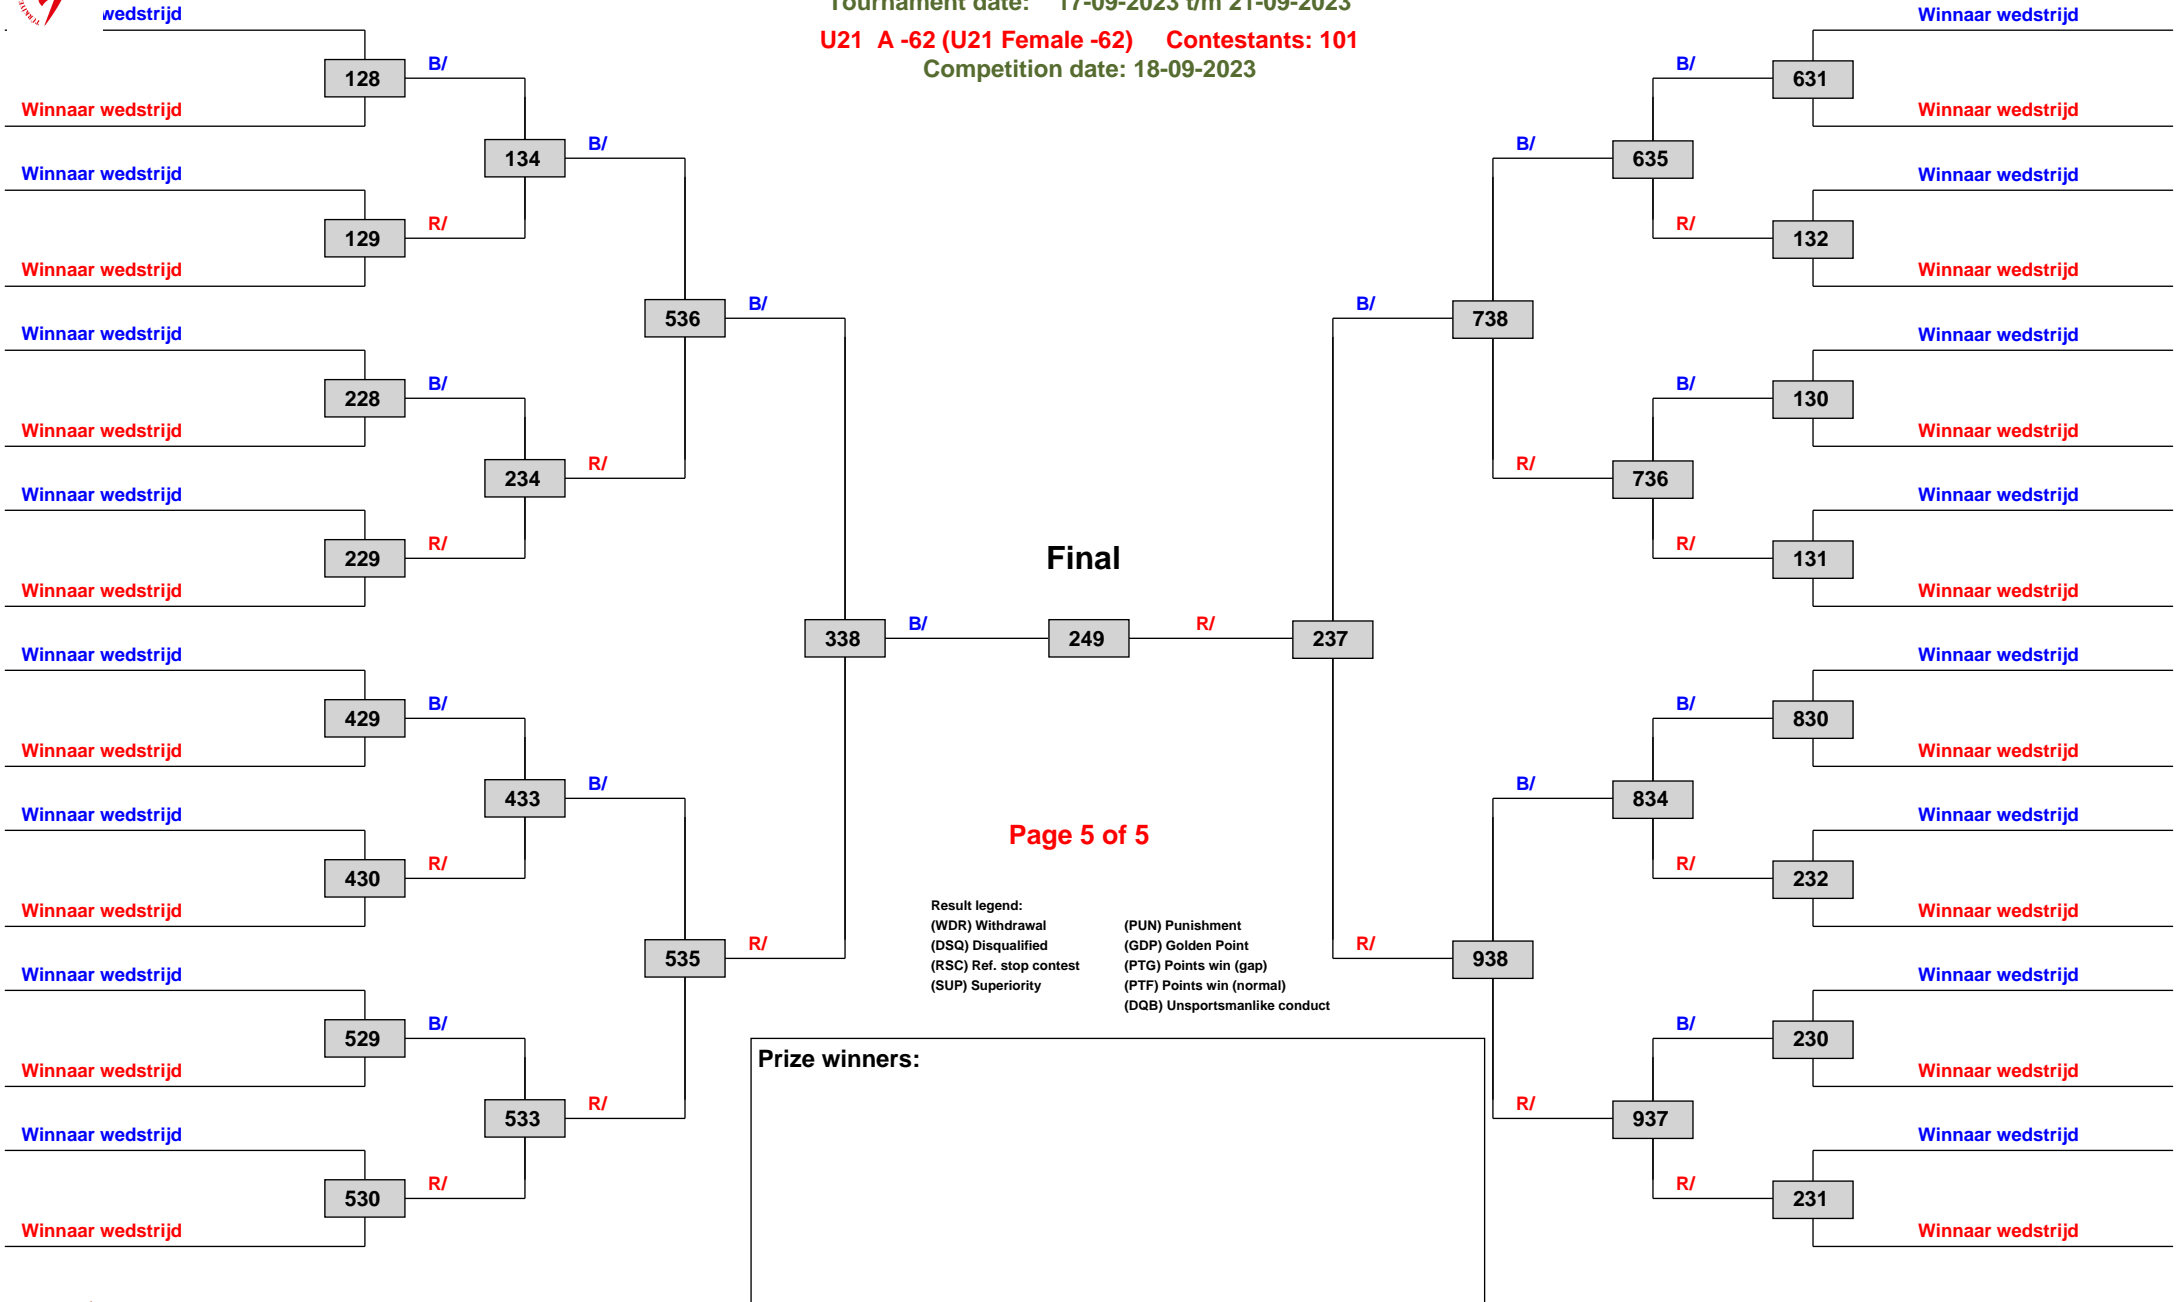 Tournament date: 17-09-2023 t/m 21-09-2023
U21 A -62 (U21 Female -62) Contestants: 101
Competition date: 18-09-2023
wedstrijd
128
B/
Winnaar wedstrijd
134
B/
Winnaar wedstrijd
129
R/
Winnaar wedstrijd
536
B/
Winnaar wedstrijd
228
B/
Winnaar wedstrijd
234
R/
Winnaar wedstrijd
229
R/
Winnaar wedstrijd
338
B/
Winnaar wedstrijd
429
B/
Winnaar wedstrijd
433
B/
Winnaar wedstrijd
430
R/
Winnaar wedstrijd
535
R/
Winnaar wedstrijd
529
B/
Winnaar wedstrijd
533
R/
Winnaar wedstrijd
530
R/
Winnaar wedstrijd
Final
249
R/
237
Page 5 of 5
Result legend:
(WDR) Withdrawal
(DSQ) Disqualified
(RSC) Ref. stop contest
(SUP) Superiority
(PUN) Punishment
(GDP) Golden Point
(PTG) Points win (gap)
(PTF) Points win (normal)
(DQB) Unsportsmanlike conduct
Prize winners:
Winnaar wedstrijd
B/
631
Winnaar wedstrijd
B/
635
Winnaar wedstrijd
R/
132
Winnaar wedstrijd
B/
738
Winnaar wedstrijd
B/
130
Winnaar wedstrijd
R/
736
Winnaar wedstrijd
R/
131
Winnaar wedstrijd
Winnaar wedstrijd
B/
830
Winnaar wedstrijd
B/
834
Winnaar wedstrijd
R/
232
Winnaar wedstrijd
R/
938
Winnaar wedstrijd
B/
230
Winnaar wedstrijd
R/
937
Winnaar wedstrijd
R/
231
Winnaar wedstrijd